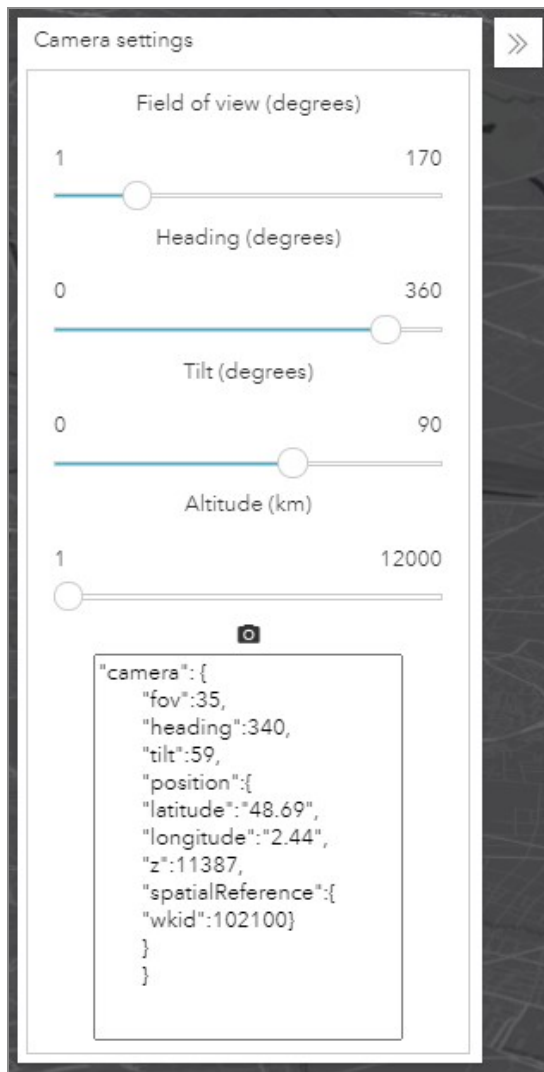 Camera settings
Field of view (degrees)
1 170
Heading (degrees)
0 360
Tilt (degrees)
0 90
Altitude (km)
1 12000
"camera": {
"fov":35,
"heading":340,
"tilt":59,
"position":{
"latitude":"48.69",
"longitude":"2.44",
"z":11387,
"spatialReference":{
"wkid":102100}
}
}